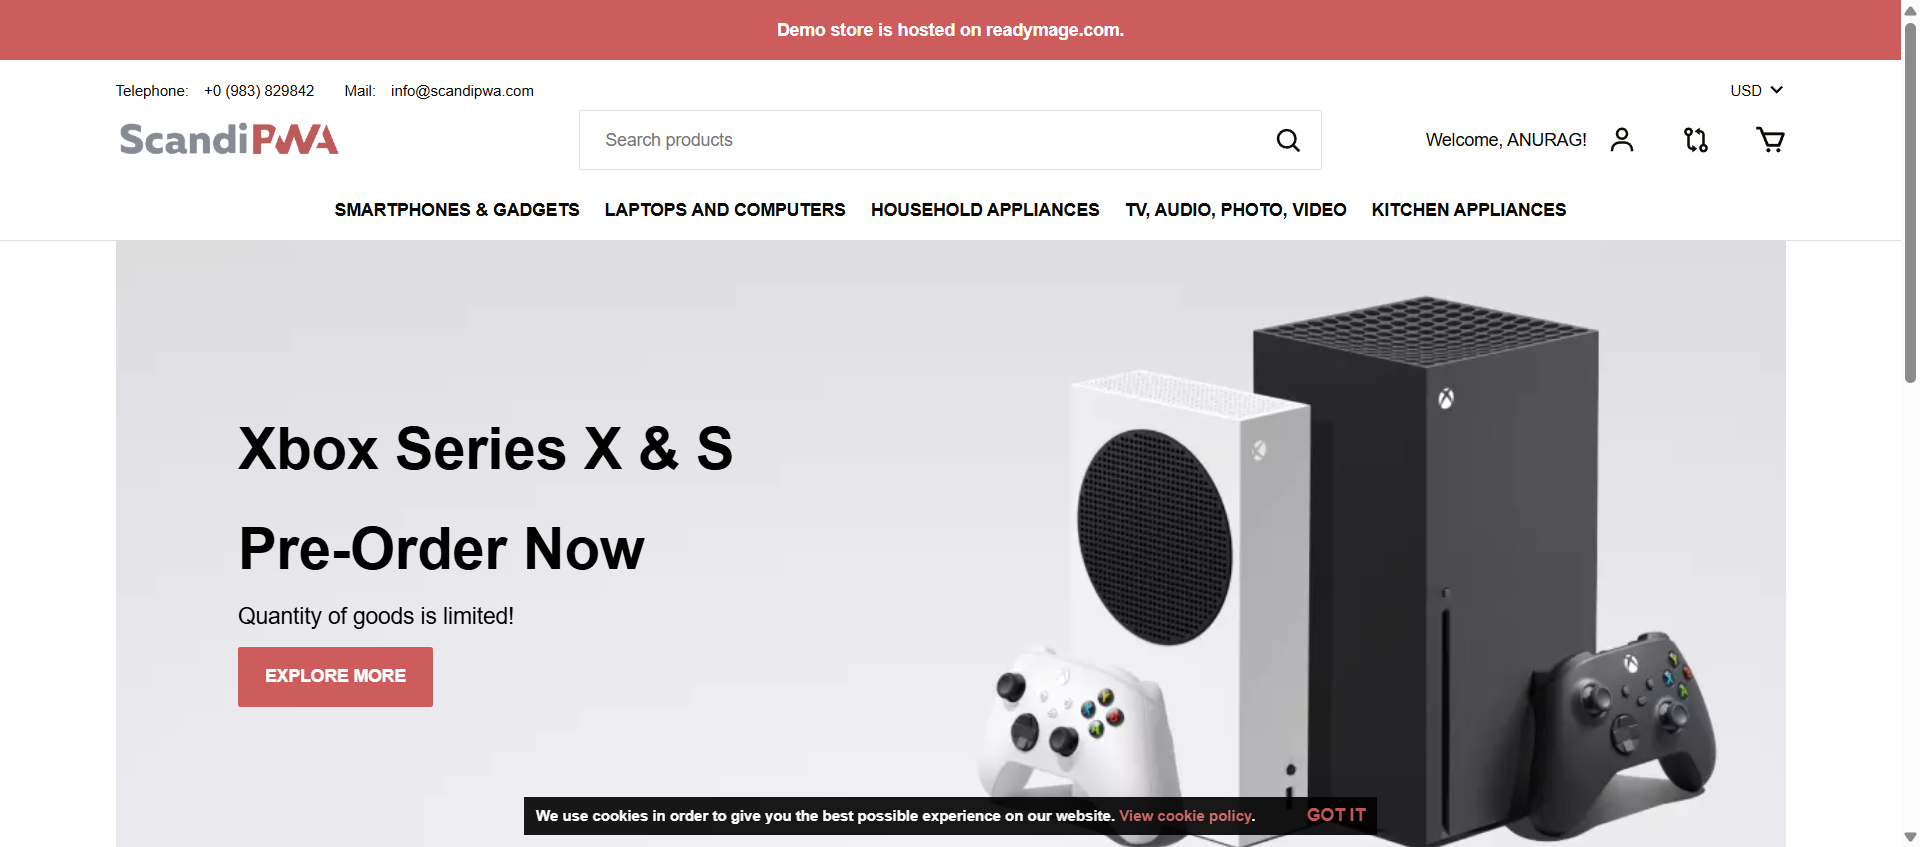 Demo store is hosted on readymage.com.
Telephone: +0 (983) 829842 Mail: info@scandipwa.com USD
ScandiPWA
Search products
Welcome, ANURAG!
SMARTPHONES & GADGETS LAPTOPS AND COMPUTERS HOUSEHOLD APPLIANCES TV, AUDIO, PHOTO, VIDEO KITCHEN APPLIANCES
Xbox Series X & S
Pre-Order Now
Quantity of goods is limited!
EXPLORE MORE
We use cookies in order to give you the best possible experience on our website. View cookie policy. GOT IT